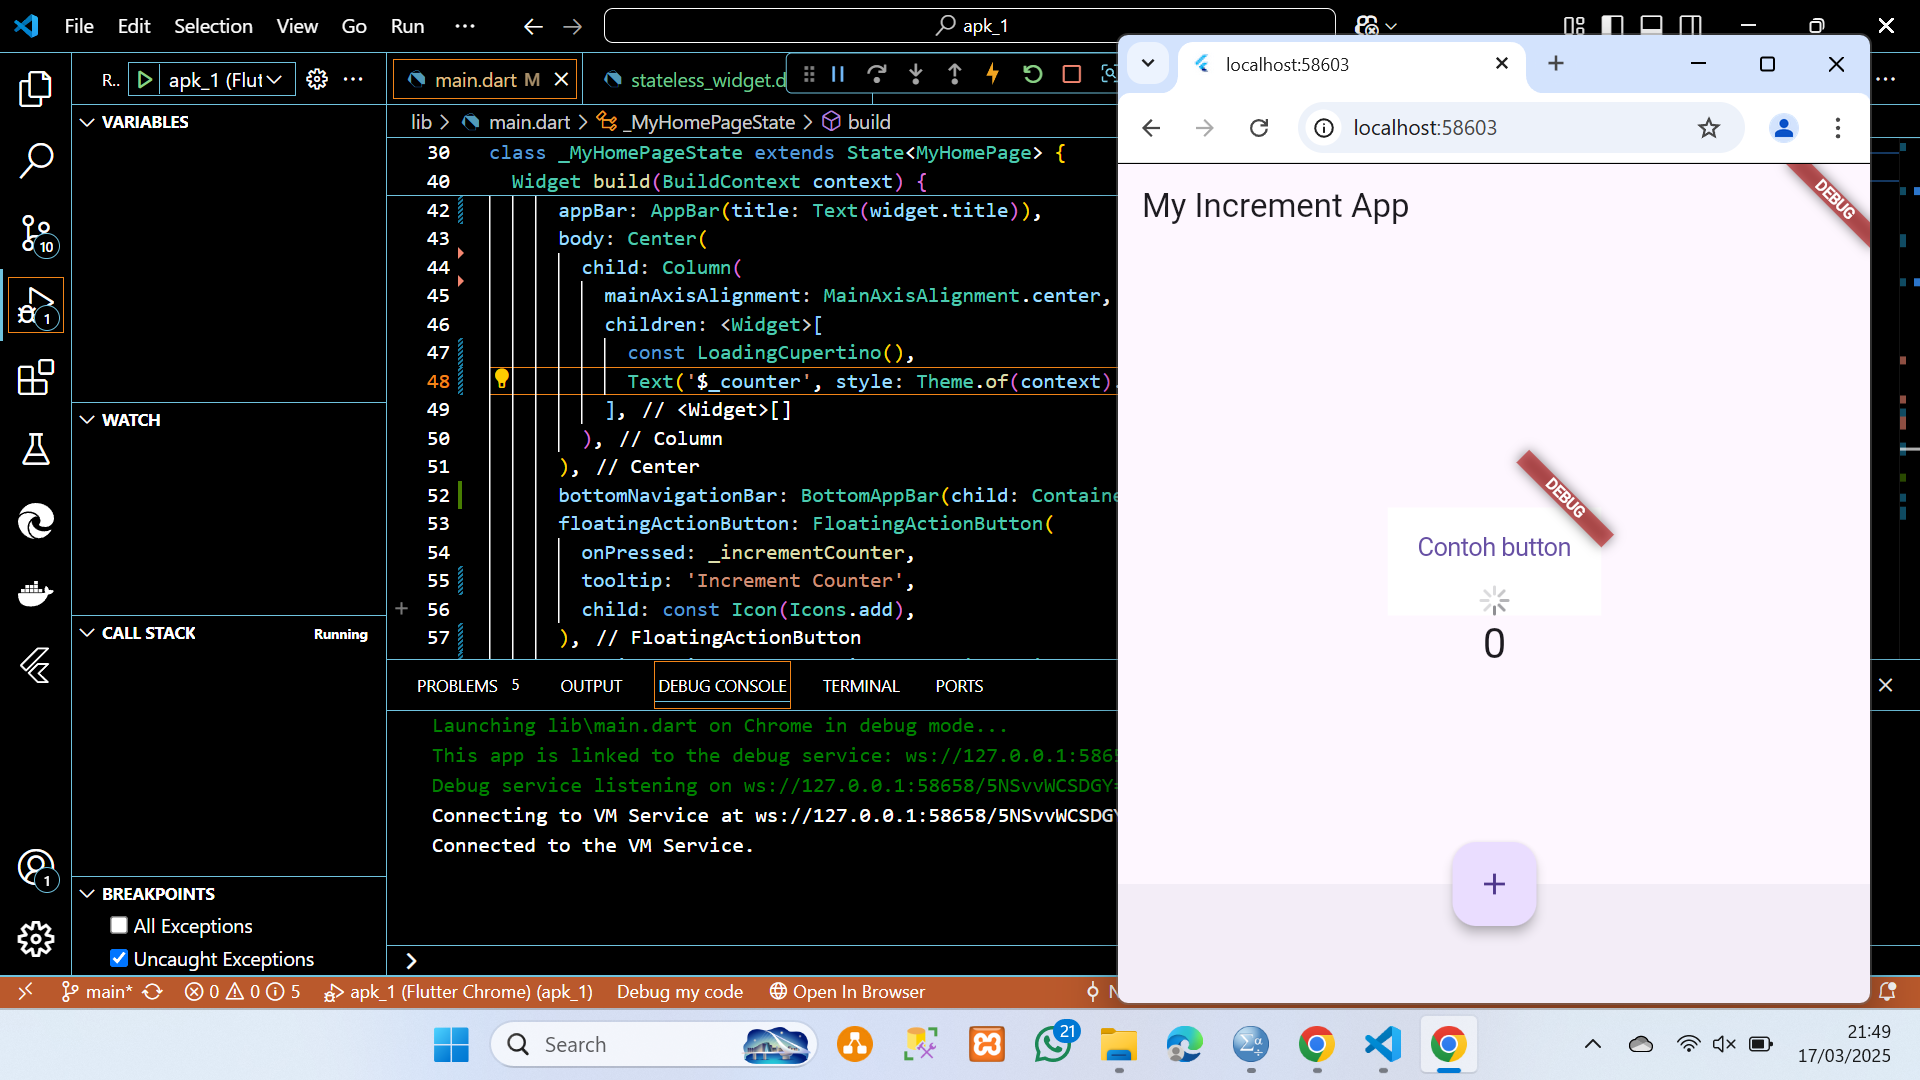 File Edit Selection View Go Run ...
apk_1
R.. apk_1 (Flut
main.dart M
stateless_widget.d
VARIABLES
lib > main.dart > _MyHomePageState > build
30 class _MyHomePageState extends State<MyHomePage> {
40 Widget build(BuildContext context) {
42 appBar: AppBar(title: Text(widget.title)),
43 body: Center(
44 child: Column(
45 mainAxisAlignment: MainAxisAlignment.center,
46 children: <Widget>[
47 const LoadingCupertino(),
48 Text('$_counter', style: Theme.of(context).
49 ], // <Widget>[]
50 ), // Column
51 ), // Center
52 bottomNavigationBar: BottomAppBar(child: Containe
53 floatingActionButton: FloatingActionButton(
54 onPressed: _incrementCounter,
55 tooltip: 'Increment Counter',
56 child: const Icon(Icons.add),
57 ), // FloatingActionButton
WATCH
CALL STACK Running
BREAKPOINTS
All Exceptions
Uncaught Exceptions
10
1
1
PROBLEMS 5 OUTPUT DEBUG CONSOLE TERMINAL PORTS
Launching lib\main.dart on Chrome in debug mode...
This app is linked to the debug service: ws://127.0.0.1:5865
Debug service listening on ws://127.0.0.1:58658/5NSvvWCSDGY=
Connecting to VM Service at ws://127.0.0.1:58658/5NSvvWCSDGY
Connected to the VM Service.
>
main* 0 0 5 apk_1 (Flutter Chrome) (apk_1) Debug my code Open In Browser N
localhost:58603
localhost:58603
My Increment App
DEBUG
DEBUG
Contoh button
0
+
Search
21
21:49
17/03/2025